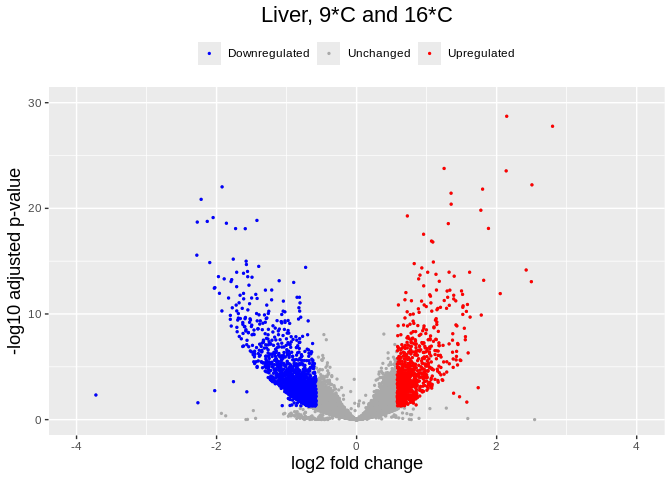 Liver, 9*C and 16*C
Downregulated Unchanged Upregulated
30
20
10
0
-log10 adjusted p-value
-4 -2 0 2 4
log2 fold change